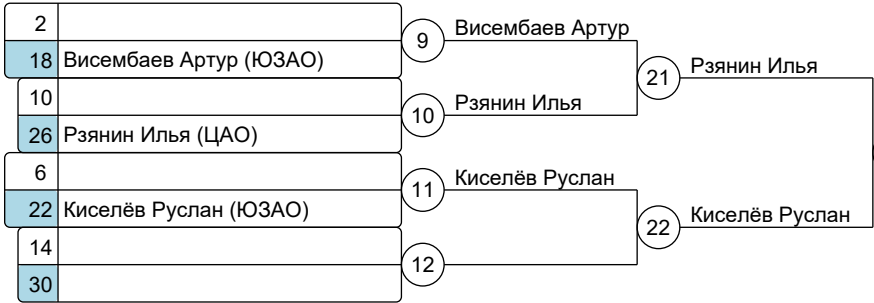 2
18 Висембаев Артур (ЮЗАО)
9
Висембаев Артур
10
26 Рзянин Илья (ЦАО)
10
Рзянин Илья
21
Рзянин Илья
6
22 Киселёв Руслан (ЮЗАО)
11
Киселёв Руслан
14
30
12
22
Киселёв Руслан